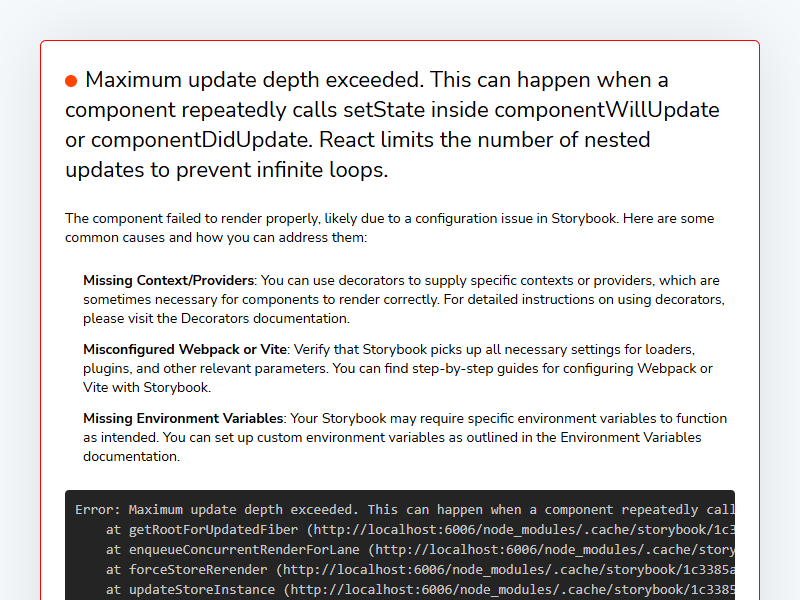 Maximum update depth exceeded. This can happen when a
component repeatedly calls setState inside componentWillUpdate
or componentDidUpdate. React limits the number of nested
updates to prevent infinite loops.
The component failed to render properly, likely due to a configuration issue in Storybook. Here are some
common causes and how you can address them:
Missing Context/Providers: You can use decorators to supply specific contexts or providers, which are
sometimes necessary for components to render correctly. For detailed instructions on using decorators,
please visit the Decorators documentation.
Misconfigured Webpack or Vite: Verify that Storybook picks up all necessary settings for loaders,
plugins, and other relevant parameters. You can find step-by-step guides for configuring Webpack or
Vite with Storybook.
Missing Environment Variables: Your Storybook may require specific environment variables to function
as intended. You can set up custom environment variables as outlined in the Environment Variables
documentation.
Error: Maximum update depth exceeded. This can happen when a component repeatedly call
at getRootForUpdatedFiber (http://localhost:6006/node_modules/.cache/storybook/1c3
at enqueueConcurrentRenderForLane (http://localhost:6006/node_modules/.cache/story
at forceStoreRerender (http://localhost:6006/node_modules/.cache/storybook/1c3385a
at updateStoreInstance (http://localhost:6006/node_modules/.cache/storybook/1c3385